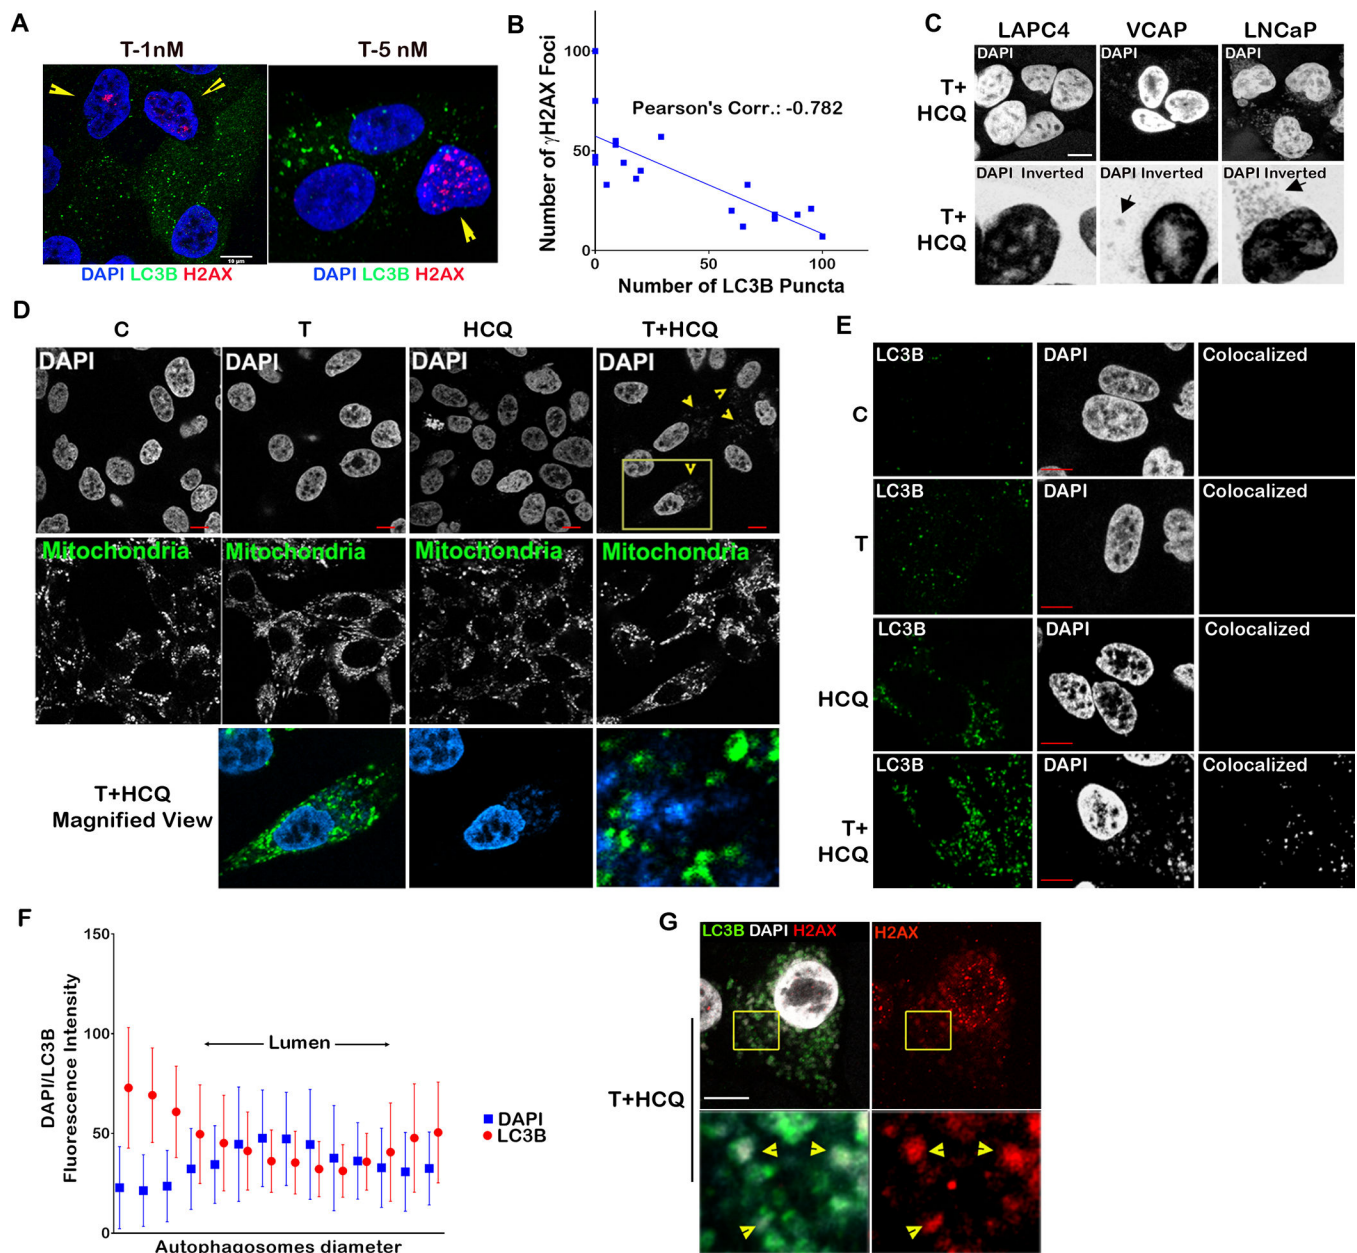 A
T-1nM
T-5 nM
10 μm
DAPI LC3B H2AX
DAPI LC3B H2AX
B
Number of γH2AX Foci
100
50
0
Pearson's Corr.: -0.782
0
50
100
Number of LC3B Puncta
C
LAPC4
VCAP
LNCaP
T+
HCQ
DAPI
DAPI
DAPI
T+
HCQ
DAPI Inverted
DAPI Inverted
DAPI Inverted
D
C
T
HCQ
T+HCQ
DAPI
DAPI
DAPI
DAPI
Mitochondria
Mitochondria
Mitochondria
Mitochondria
T+HCQ
Magnified View
E
C
LC3B
DAPI
Colocalized
T
LC3B
DAPI
Colocalized
HCQ
LC3B
DAPI
Colocalized
T+
HCQ
LC3B
DAPI
Colocalized
F
DAPI/LC3B
Fluorescence Intensity
150
100
50
0
Lumen
DAPI
LC3B
Autophagosomes diameter
G
T+HCQ
LC3B DAPI H2AX
H2AX